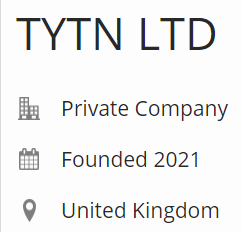 TYTN LTD
Private Company
Founded 2021
United Kingdom